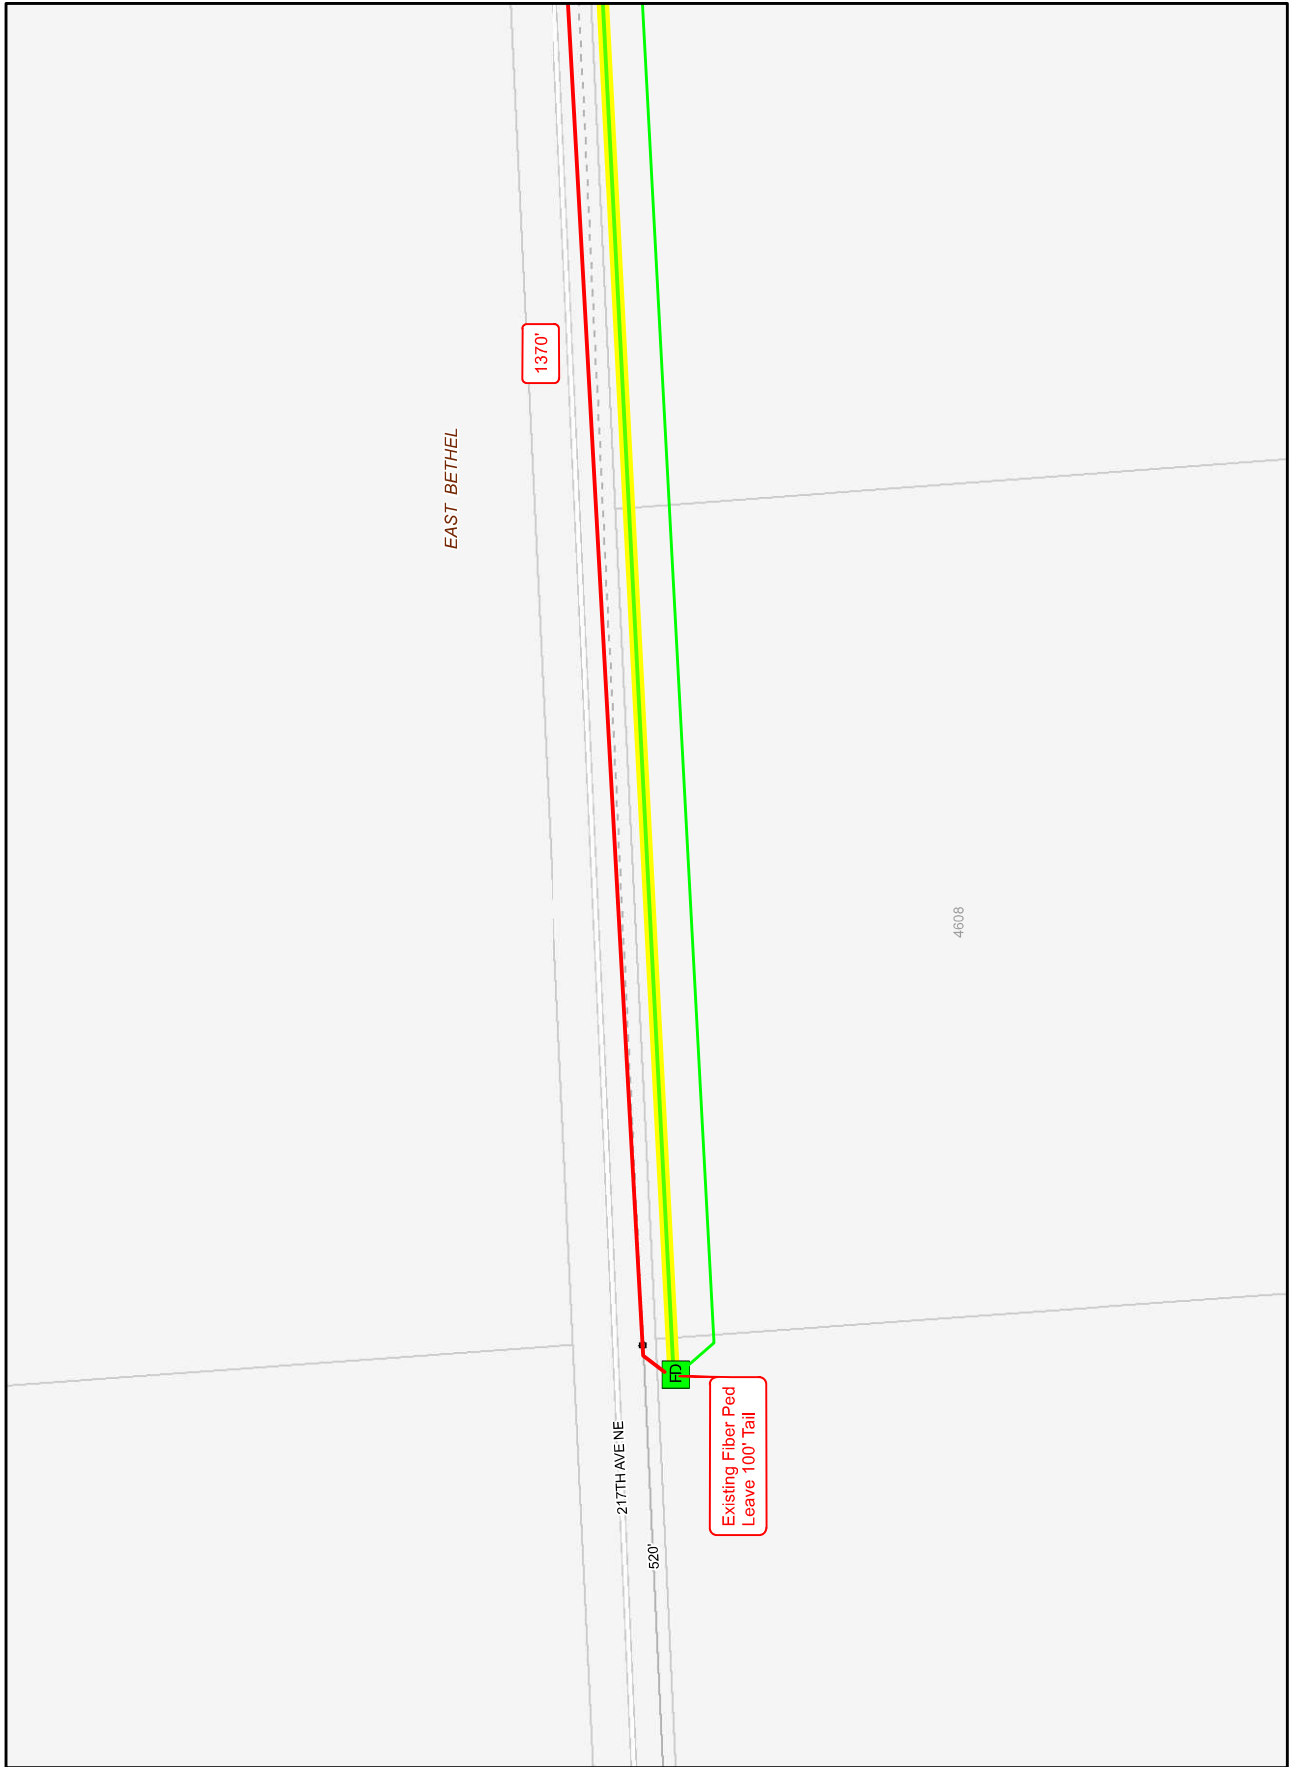 1370'
EAST BETHEL
4608
FD
217TH AVE NE
Existing Fiber Ped
Leave 100' Tail
520'